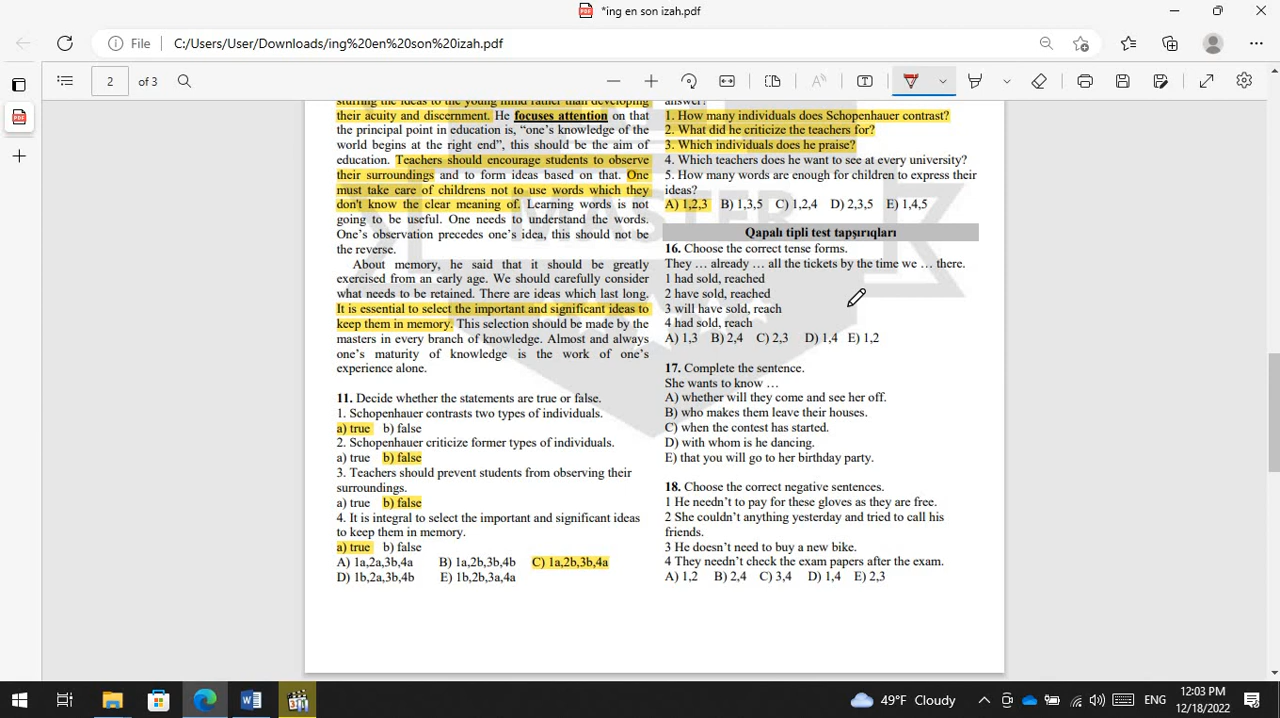 *ing en son izah.pdf
File C:/Users/User/Downloads/ing%20en%20son%20izah.pdf
2 of 3
stuffing the ideas to the young mind rather than developing
their acuity and discernment. He focuses attention on that
the principal point in education is, “one’s knowledge of the
world begins at the right end”, this should be the aim of
education. Teachers should encourage students to observe
their surroundings and to form ideas based on that. One
must take care of childrens not to use words which they
don't know the clear meaning of. Learning words is not
going to be useful. One needs to understand the words.
One’s observation precedes one’s idea, this should not be
the reverse.
About memory, he said that it should be greatly
exercised from an early age. We should carefully consider
what needs to be retained. There are ideas which last long.
It is essential to select the important and significant ideas to
keep them in memory. This selection should be made by the
masters in every branch of knowledge. Almost and always
one’s maturity of knowledge is the work of one’s
experience alone.
11. Decide whether the statements are true or false.
1. Schopenhauer contrasts two types of individuals.
a) true b) false
2. Schopenhauer criticize former types of individuals.
a) true b) false
3. Teachers should prevent students from observing their
surroundings.
a) true b) false
4. It is integral to select the important and significant ideas
to keep them in memory.
a) true b) false
A) 1a,2a,3b,4a B) 1a,2b,3b,4b C) 1a,2b,3b,4a
D) 1b,2a,3b,4b E) 1b,2b,3a,4a
answer?
1. How many individuals does Schopenhauer contrast?
2. What did he criticize the teachers for?
3. Which individuals does he praise?
4. Which teachers does he want to see at every university?
5. How many words are enough for children to express their
ideas?
A) 1,2,3 B) 1,3,5 C) 1,2,4 D) 2,3,5 E) 1,4,5
Qapalı tipli test tapşırıqları
16. Choose the correct tense forms.
They … already … all the tickets by the time we … there.
1 had sold, reached
2 have sold, reached
3 will have sold, reach
4 had sold, reach
A) 1,3 B) 2,4 C) 2,3 D) 1,4 E) 1,2
17. Complete the sentence.
She wants to know …
A) whether will they come and see her off.
B) who makes them leave their houses.
C) when the contest has started.
D) with whom is he dancing.
E) that you will go to her birthday party.
18. Choose the correct negative sentences.
1 He needn’t to pay for these gloves as they are free.
2 She couldn’t anything yesterday and tried to call his
friends.
3 He doesn’t need to buy a new bike.
4 They needn’t check the exam papers after the exam.
A) 1,2 B) 2,4 C) 3,4 D) 1,4 E) 2,3
MASTER
49°F Cloudy
ENG
12:03 PM
12/18/2022